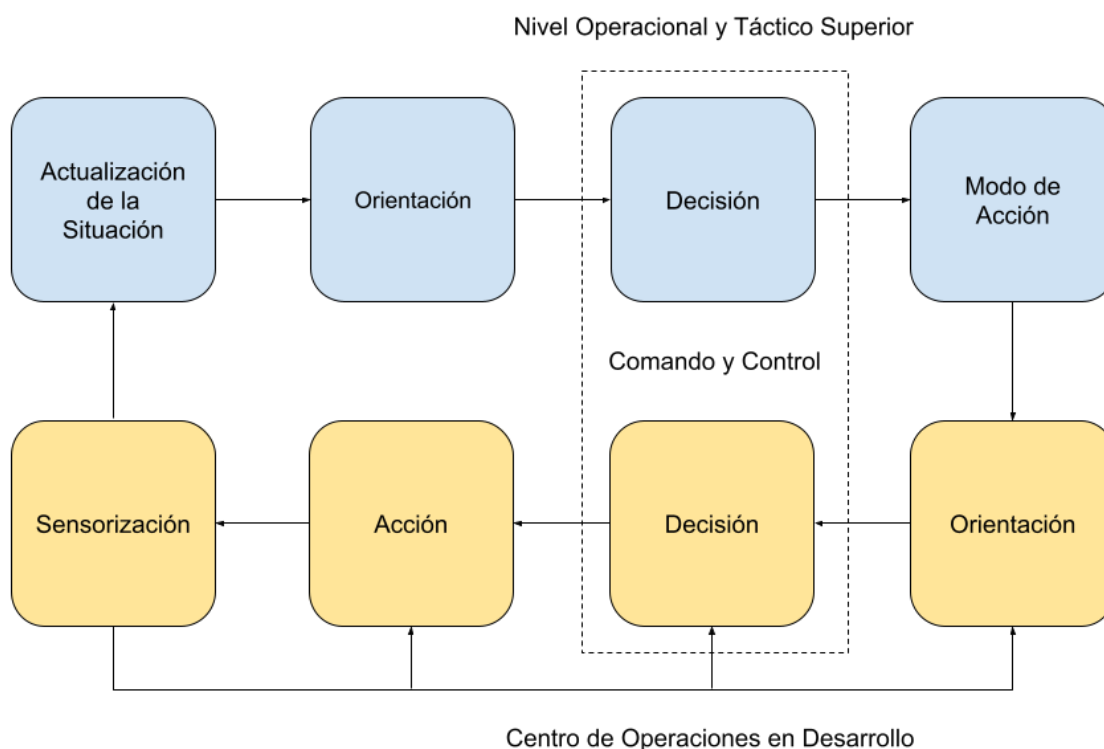 Nivel Operacional y Táctico Superior
Actualización
de la
Situación
Orientación
Decisión
Modo de
Acción
Comando y Control
Sensorización
Acción
Decisión
Orientación
Centro de Operaciones en Desarrollo